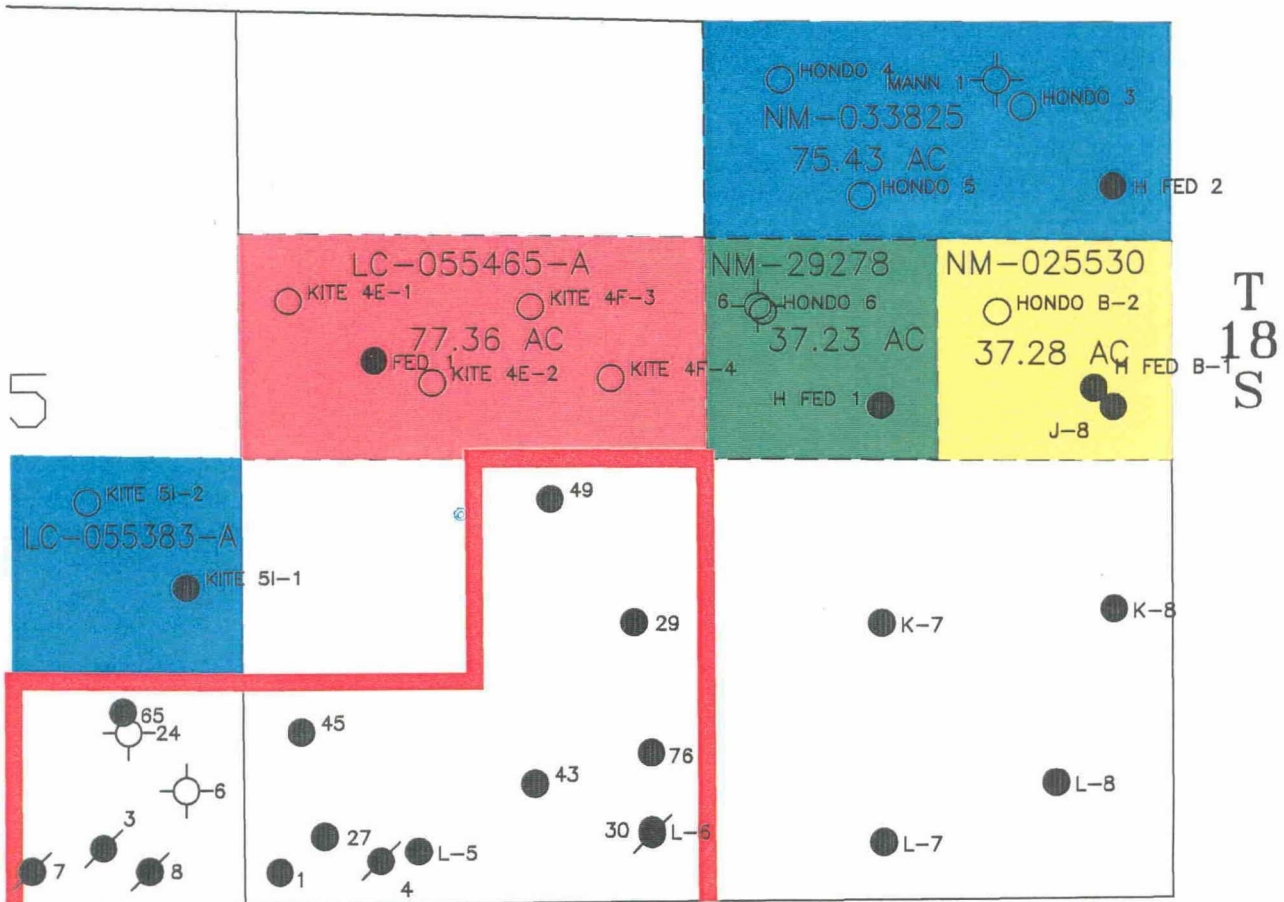 HONDO 4
MANN 1
HONDO 3
NM-033825
75.43 AC
HONDO 5
H FED 2
LC-055465-A
NM-29278
NM-025530
KITE 4E-1
KITE 4F-3
6
HONDO 6
HONDO B-2
77.36 AC
37.23 AC
37.28 AC
FED 1
KITE 4E-2
KITE 4F-4
H FED 1
H FED B-1
J-8
T
18
S
5
KITE 5I-2
LC-055383-A
KITE 5I-1
49
29
K-7
K-8
65
24
45
76
6
43
L-8
3
27
L-5
30
L-6
L-7
7
8
1
4